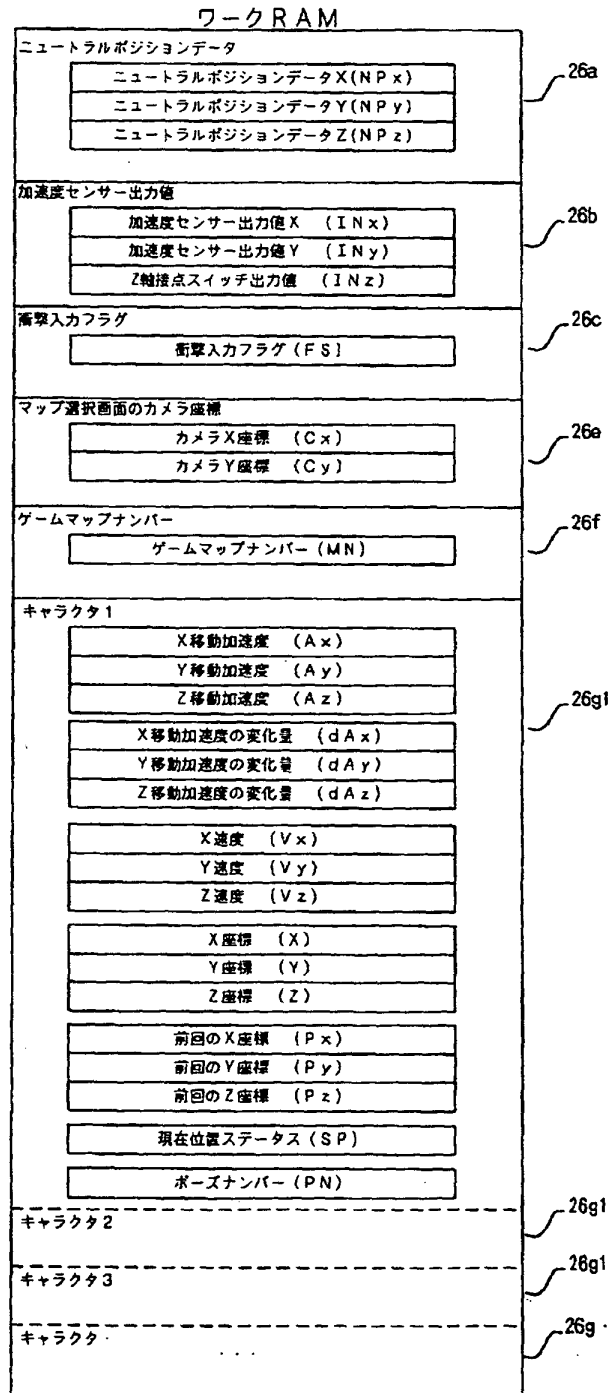 ワークRAM
ニュートラルポジションデータ
ニュートラルポジションデータX(NPx)
ニュートラルポジションデータY(NPy)
ニュートラルポジションデータZ(NPz)
26a
加速度センサー出力値
加速度センサー出力値X (INx)
加速度センサー出力値Y (INy)
Z軸接点スイッチ出力値 (INz)
26b
衝撃入力フラグ
衝撃入力フラグ(FS)
26c
マップ選択画面のカメラ座標
カメラX座標 (Cx)
カメラY座標 (Cy)
26e
ゲームマップナンバー
ゲームマップナンバー(MN)
26f
キャラクタ1
X移動加速度 (Ax)
Y移動加速度 (Ay)
Z移動加速度 (Az)
26g1
X移動加速度の変化量 (dAx)
Y移動加速度の変化量 (dAy)
Z移動加速度の変化量 (dAz)
X速度 (Vx)
Y速度 (Vy)
Z速度 (Vz)
X座標 (X)
Y座標 (Y)
Z座標 (Z)
前回のX座標 (Px)
前回のY座標 (Py)
前回のZ座標 (Pz)
現在位置ステータス(SP)
ポーズナンバー(PN)
キャラクタ2
26g1
キャラクタ3
26g1
キャラクタ・
...
26g・